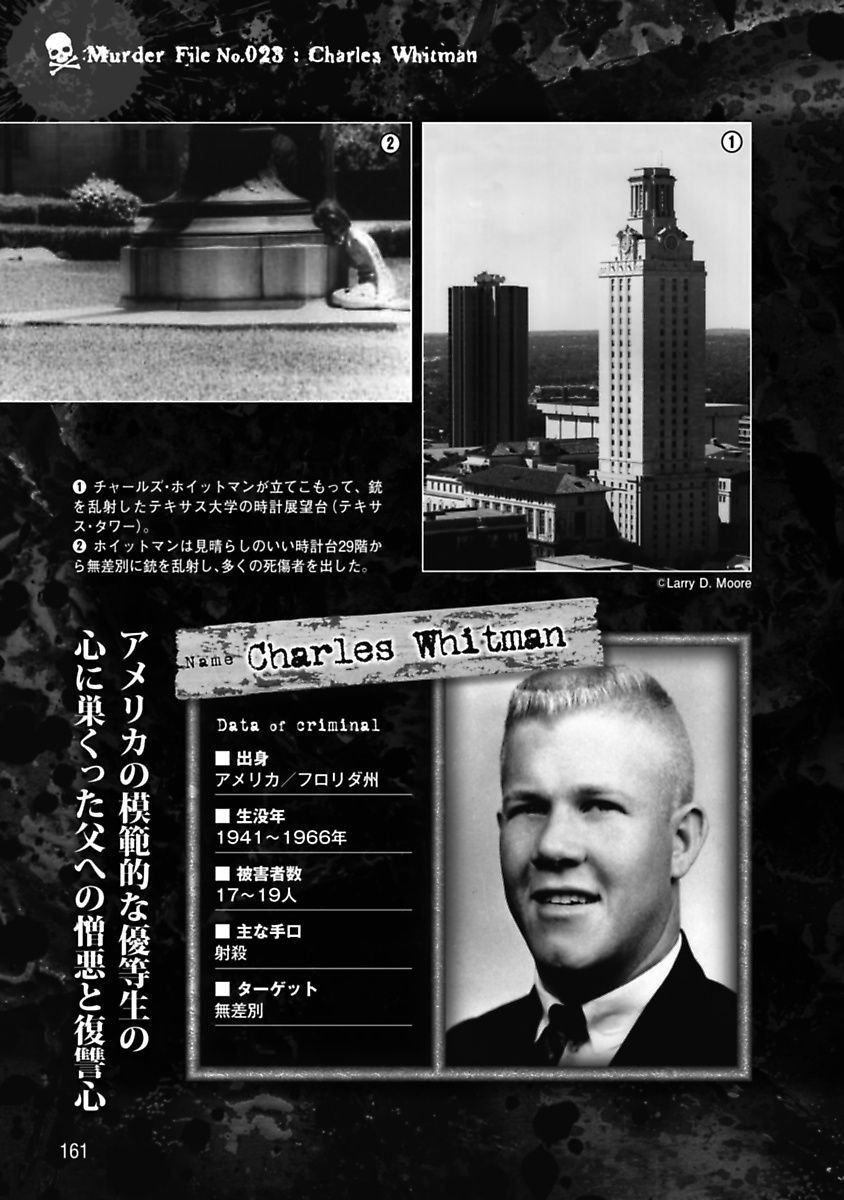 Murder File No.023 : Charles Whitman
②
①
❶ チャールズ・ホイットマンが立てこもって、銃
を乱射したテキサス大学の時計展望台（テキサ
ス・タワー）。
❷ ホイットマンは見晴らしのいい時計台29階か
ら無差別に銃を乱射し、多くの死傷者を出した。
©Larry D. Moore
アメリカの模範的な優等生の
心に巣くった父への憎悪と復讐心
Name Charles Whitman
Data of criminal
■ 出身
アメリカ／フロリダ州
■ 生没年
1941～1966年
■ 被害者数
17～19人
■ 主な手口
射殺
■ ターゲット
無差別
161